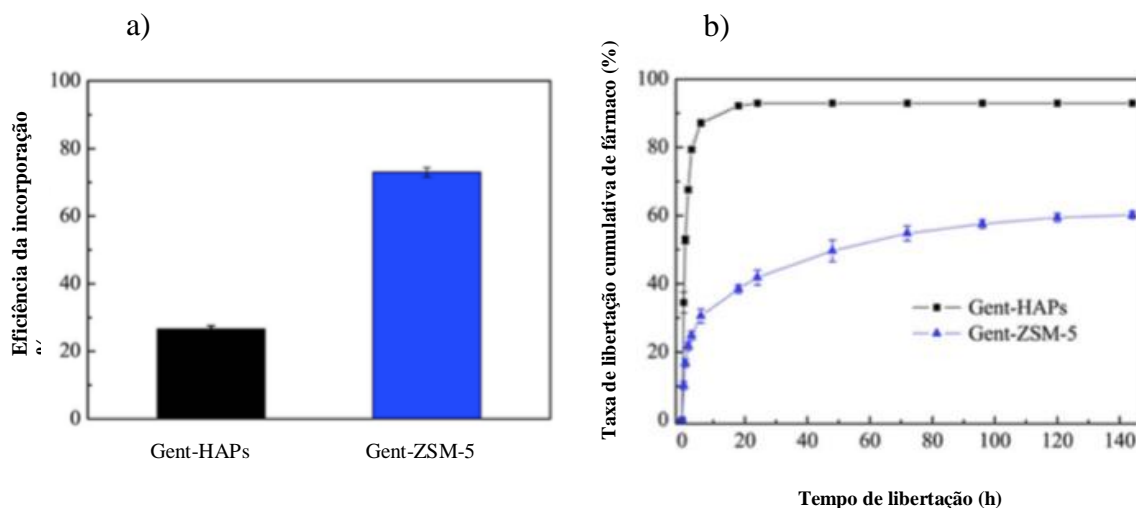 a)
Eficiência da incorporação
%
100
80
60
40
20
0
Gent-HAPs
Gent-ZSM-5
b)
Taxa de libertação cumulativa de fármaco (%)
100
80
60
40
20
0
Gent-HAPs
Gent-ZSM-5
0 20 40 60 80 100 120 140
Tempo de libertação (h)